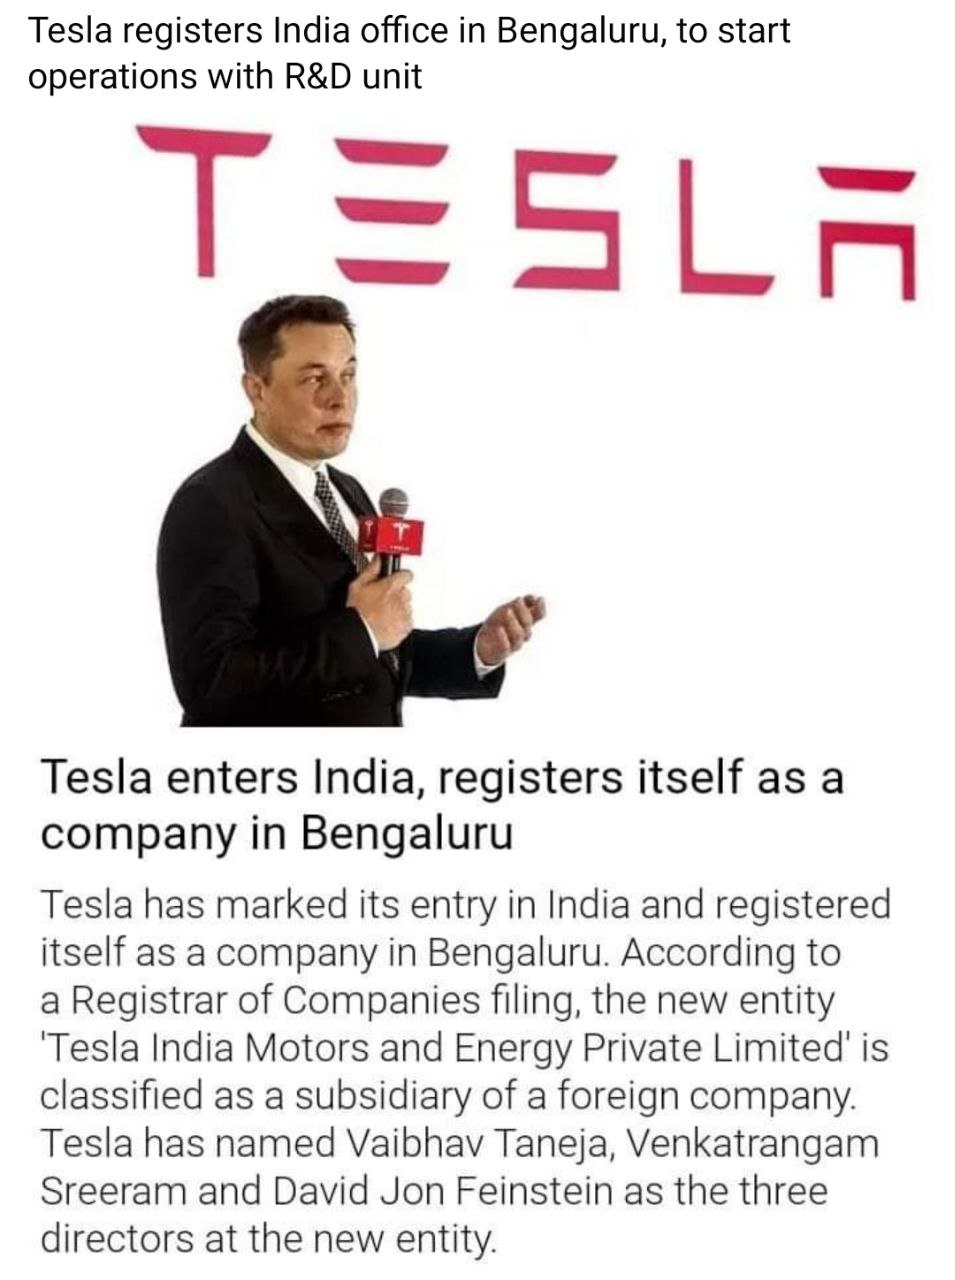 Tesla registers India office in Bengaluru, to start
operations with R&D unit
TESLA
T
TESLA
Tesla enters India, registers itself as a
company in Bengaluru
Tesla has marked its entry in India and registered
itself as a company in Bengaluru. According to
a Registrar of Companies filing, the new entity
'Tesla India Motors and Energy Private Limited' is
classified as a subsidiary of a foreign company.
Tesla has named Vaibhav Taneja, Venkatrangam
Sreeram and David Jon Feinstein as the three
directors at the new entity.